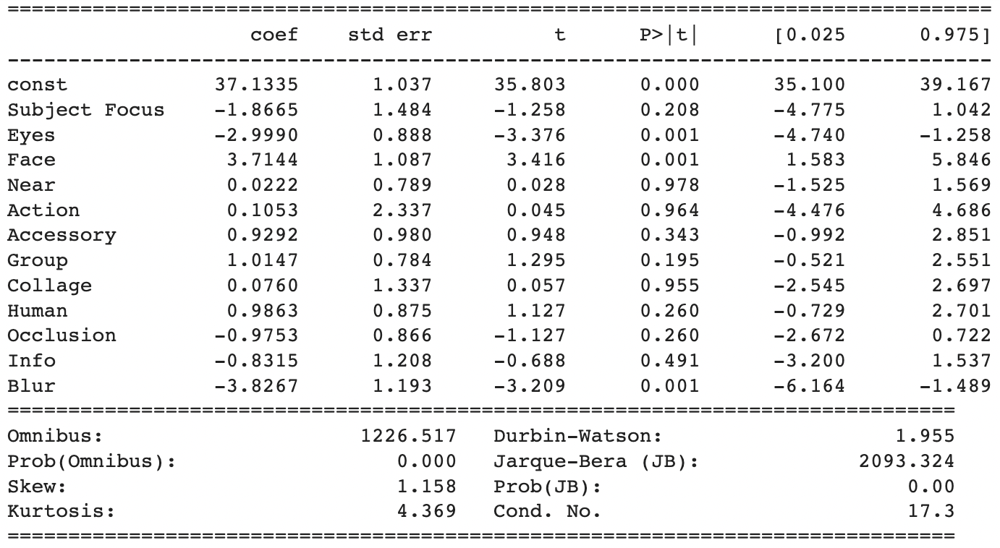 ==============================================================================
                 coef    std err          t      P>|t|      [0.025      0.975]
------------------------------------------------------------------------------
const         37.1335      1.037     35.803      0.000      35.100      39.167
Subject Focus -1.8665      1.484     -1.258      0.208      -4.775       1.042
Eyes          -2.9990      0.888     -3.376      0.001      -4.740      -1.258
Face           3.7144      1.087      3.416      0.001       1.583       5.846
Near           0.0222      0.789      0.028      0.978      -1.525       1.569
Action         0.1053      2.337      0.045      0.964      -4.476       4.686
Accessory      0.9292      0.980      0.948      0.343      -0.992       2.851
Group          1.0147      0.784      1.295      0.195      -0.521       2.551
Collage        0.0760      1.337      0.057      0.955      -2.545       2.697
Human          0.9863      0.875      1.127      0.260      -0.729       2.701
Occlusion     -0.9753      0.866     -1.127      0.260      -2.672       0.722
Info          -0.8315      1.208     -0.688      0.491      -3.200       1.537
Blur          -3.8267      1.193     -3.209      0.001      -6.164      -1.489
==============================================================================
Omnibus:                     1226.517   Durbin-Watson:                   1.955
Prob(Omnibus):                  0.000   Jarque-Bera (JB):             2093.324
Skew:                           1.158   Prob(JB):                         0.00
Kurtosis:                       4.369   Cond. No.                         17.3
==============================================================================